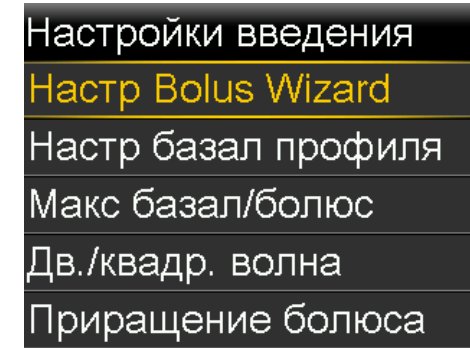 Настройки введения
Настр Bolus Wizard
Настр базал профиля
Макс базал/болюс
Дв./квадр. волна
Приращение болюса